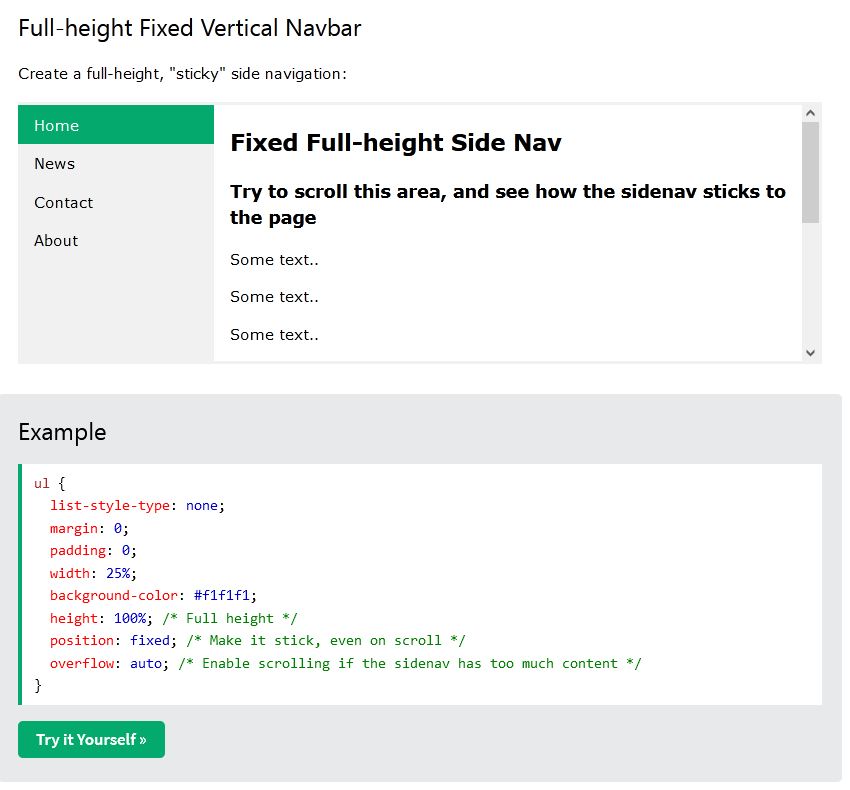 Full-height Fixed Vertical Navbar
Create a full-height, "sticky" side navigation:
Home
News
Contact
About
Fixed Full-height Side Nav
Try to scroll this area, and see how the sidenav sticks to
the page
Some text..
Some text..
Some text..
Example
ul {
  list-style-type: none;
  margin: 0;
  padding: 0;
  width: 25%;
  background-color: #f1f1f1;
  height: 100%; /* Full height */
  position: fixed; /* Make it stick, even on scroll */
  overflow: auto; /* Enable scrolling if the sidenav has too much content */
}
Try it Yourself »